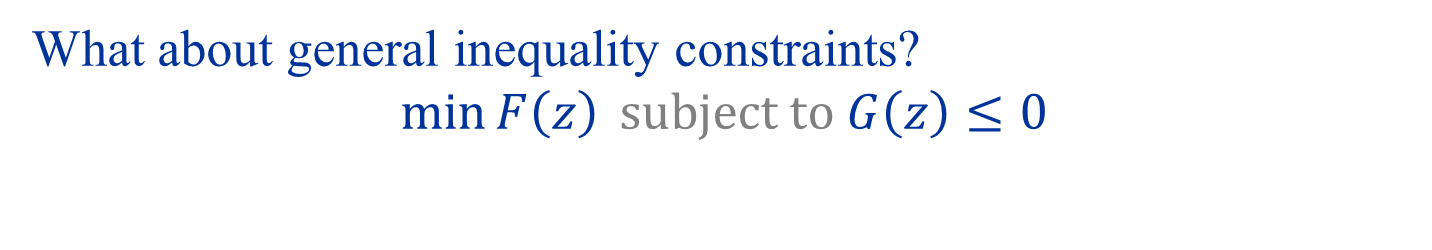 What about general inequality constraints?
min F(z) subject to G(z) ≤ 0